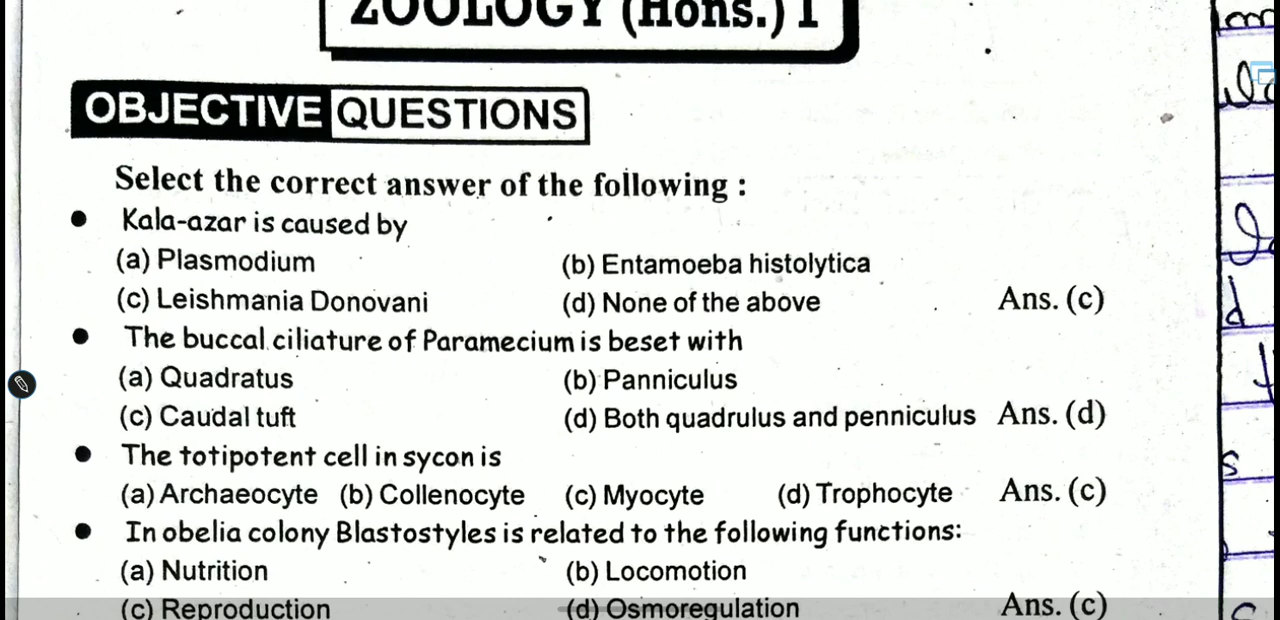 ZOOLOGY (Hons.) I
OBJECTIVE QUESTIONS
Select the correct answer of the following :
● Kala-azar is caused by
(a) Plasmodium (b) Entamoeba histolytica
(c) Leishmania Donovani (d) None of the above Ans. (c)
● The buccal ciliature of Paramecium is beset with
(a) Quadratus (b) Panniculus
(c) Caudal tuft (d) Both quadrulus and penniculus Ans. (d)
● The totipotent cell in sycon is
(a) Archaeocyte (b) Collenocyte (c) Myocyte (d) Trophocyte Ans. (c)
● In obelia colony Blastostyles is related to the following functions:
(a) Nutrition (b) Locomotion
(c) Reproduction (d) Osmoregulation Ans. (c)